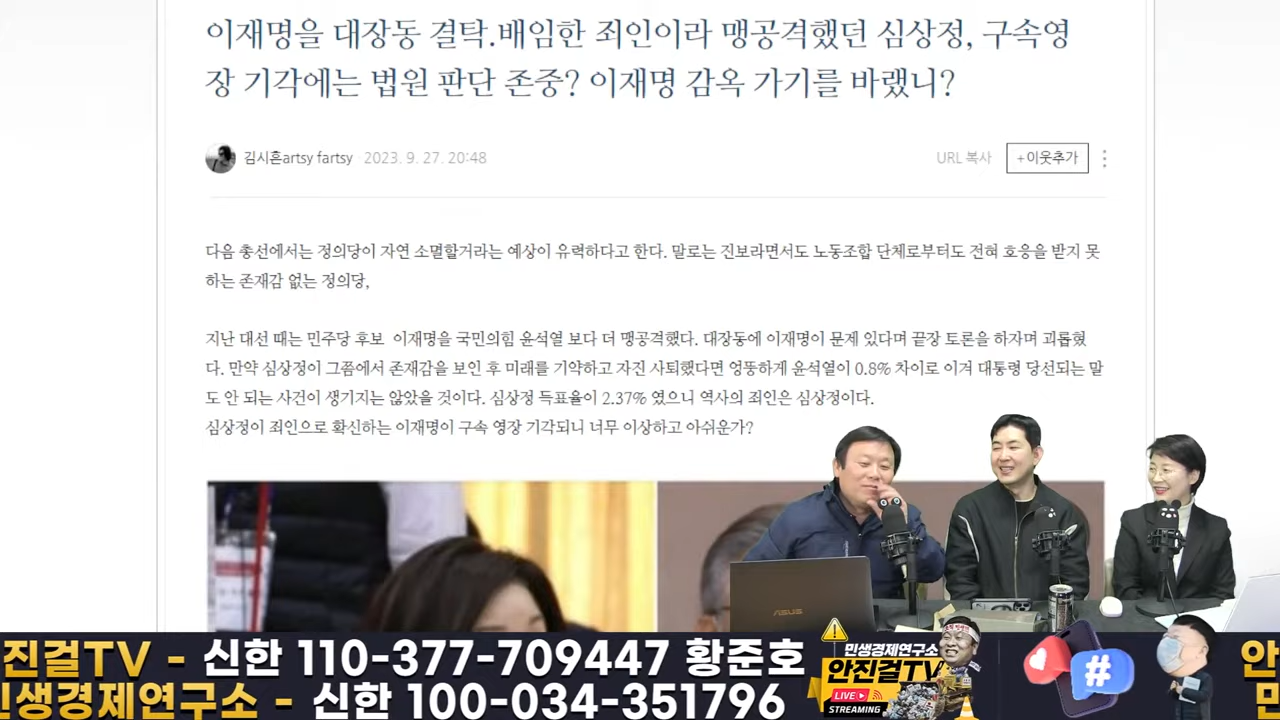 이재명을 대장동 결탁.배임한 죄인이라 맹공격했던 심상정, 구속영
장 기각에는 법원 판단 존중? 이재명 감옥 가기를 바랬니?
김시흔artsy fartsy 2023. 9. 27. 20:48
URL 복사 +이웃추가
다음 총선에서는 정의당이 자연 소멸할거라는 예상이 유력하다고 한다. 말로는 진보라면서도 노동조합 단체로부터도 전혀 호응을 받지 못
하는 존재감 없는 정의당,
지난 대선 때는 민주당 후보 이재명을 국민의힘 윤석열 보다 더 맹공격했다. 대장동에 이재명이 문제 있다며 끝장 토론을 하자며 괴롭혔
다. 만약 심상정이 그쯤에서 존재감을 보인 후 미래를 기약하고 자진 사퇴했다면 엉뚱하게 윤석열이 0.8% 차이로 이겨 대통령 당선되는 말
도 안 되는 사건이 생기지는 않았을 것이다. 심상정 득표율이 2.37% 였으니 역사의 죄인은 심상정이다.
심상정이 죄인으로 확신하는 이재명이 구속 영장 기각되니 너무 이상하고 아쉬운가?
ASUS
진걸TV - 신한 110-377-709447 황준호
민생경제연구소 - 신한 100-034-351796
민생경제연구소
안진걸TV
LIVE
STREAMING
#
안
민